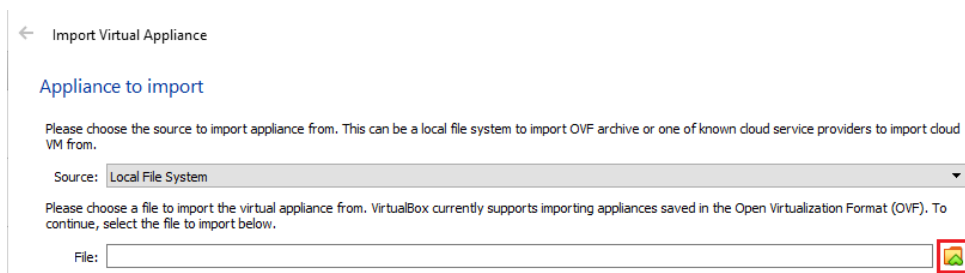 Import Virtual Appliance
Appliance to import
Please choose the source to import appliance from. This can be a local file system to import OVF archive or one of known cloud service providers to import cloud
VM from.
Source: Local File System
Please choose a file to import the virtual appliance from. VirtualBox currently supports importing appliances saved in the Open Virtualization Format (OVF). To
continue, select the file to import below.
File: